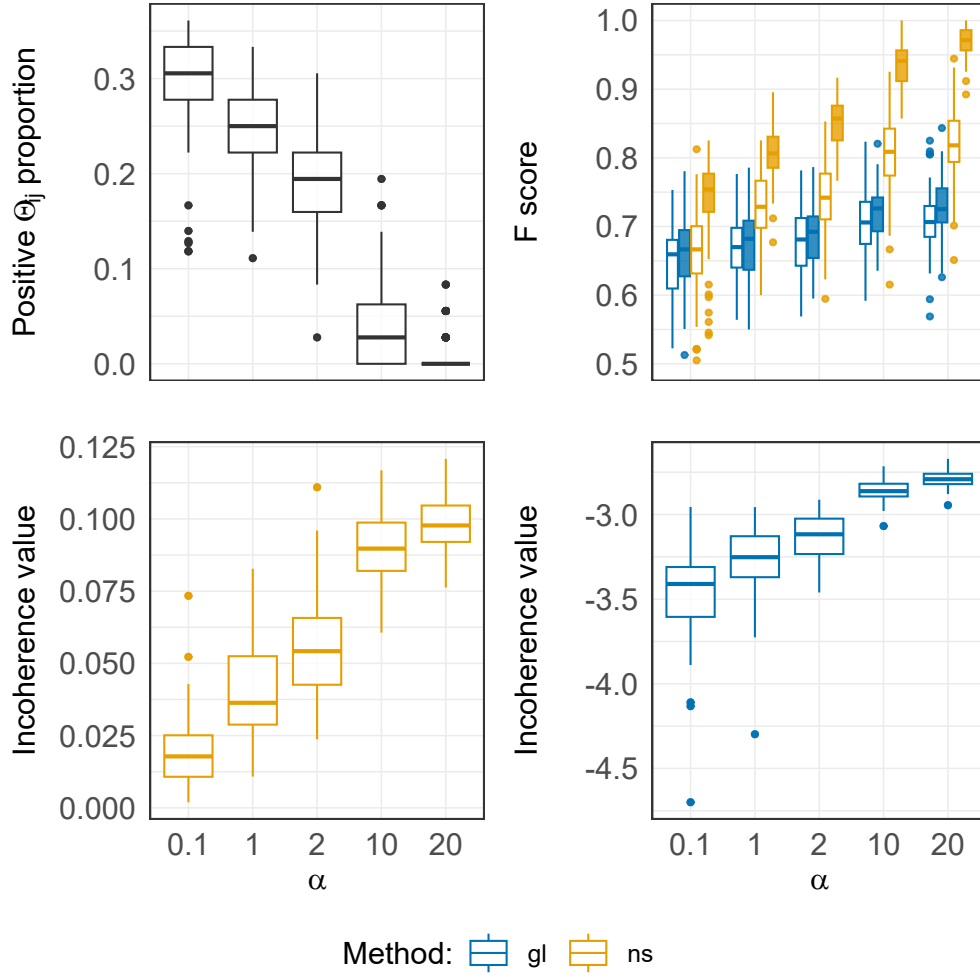 Positive Θij proportion
0.3
0.2
0.1
0.0
F score
1.0
0.9
0.8
0.7
0.6
0.5
Incoherence value
0.125
0.100
0.075
0.050
0.025
0.000
0.1 1 2 10 20
α
Incoherence value
-3.0
-3.5
-4.0
-4.5
0.1 1 2 10 20
α
Method: gl ns